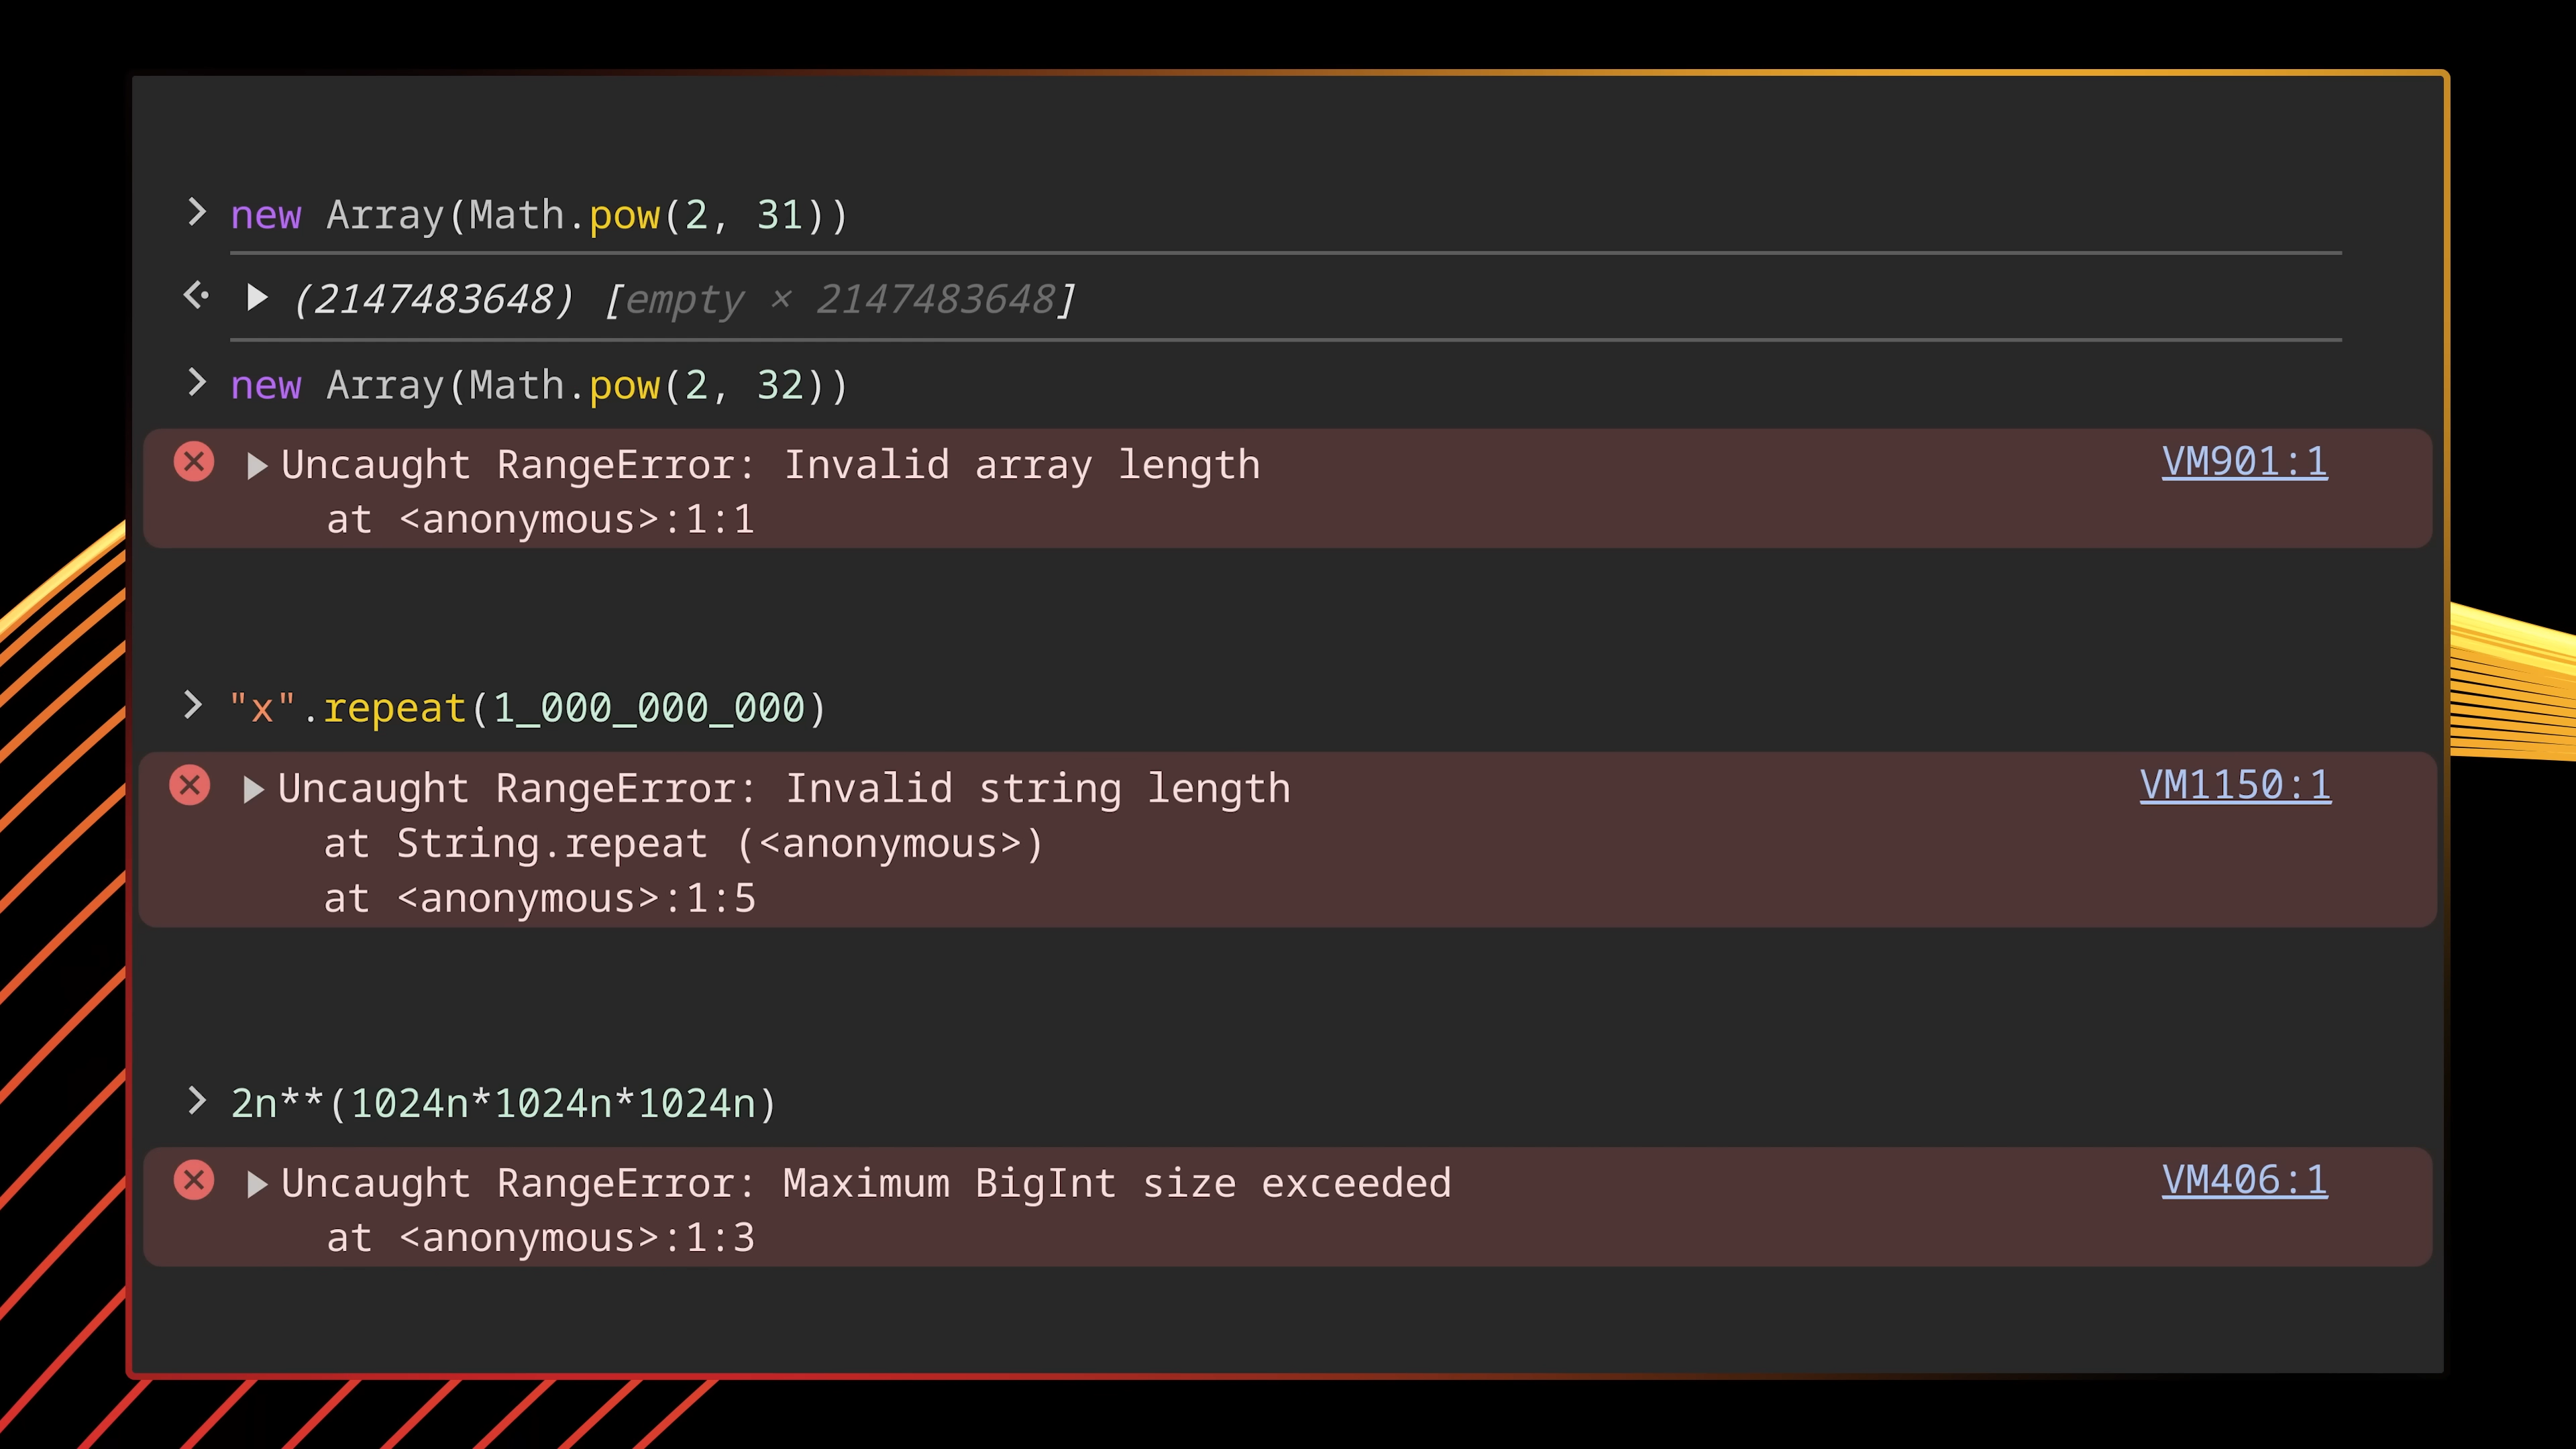 > new Array(Math.pow(2, 31))
(2147483648) [empty × 2147483648]
> new Array(Math.pow(2, 32))
Uncaught RangeError: Invalid array length VM901:1
at <anonymous>:1:1
> "x".repeat(1_000_000_000)
Uncaught RangeError: Invalid string length VM1150:1
at String.repeat (<anonymous>)
at <anonymous>:1:5
> 2n**(1024n*1024n*1024n)
Uncaught RangeError: Maximum BigInt size exceeded VM406:1
at <anonymous>:1:3